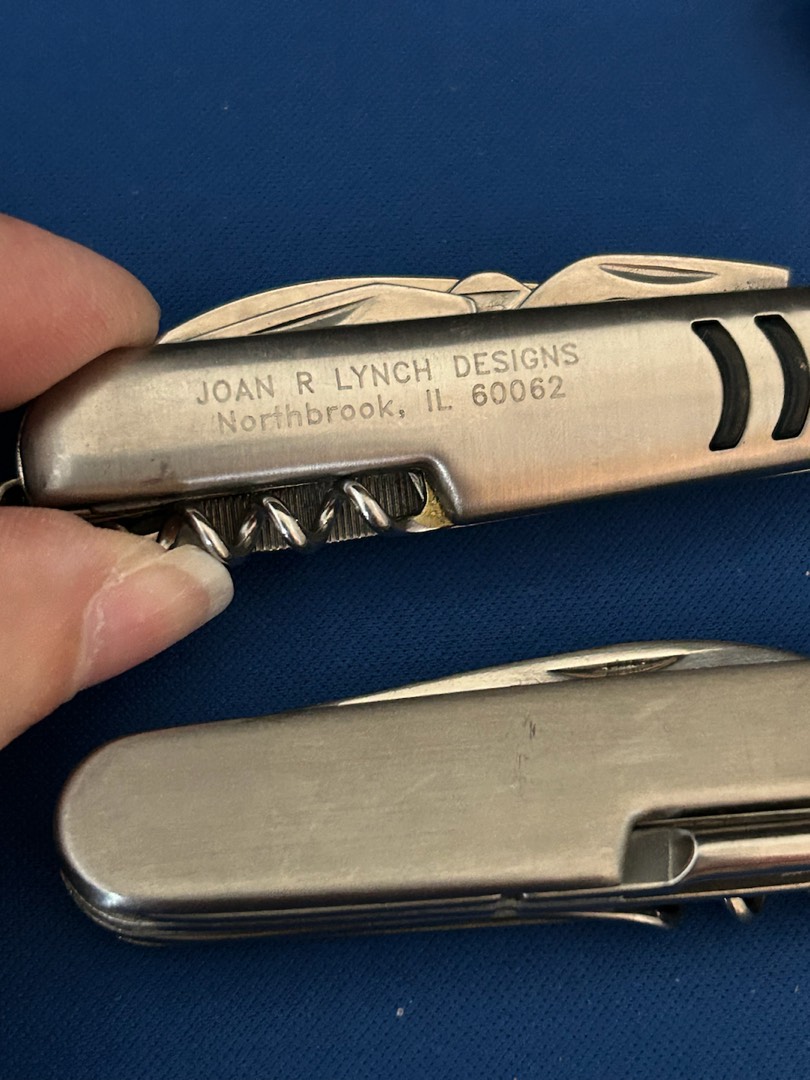 JOAN R LYNCH DESIGNS
Northbrook, IL 60062